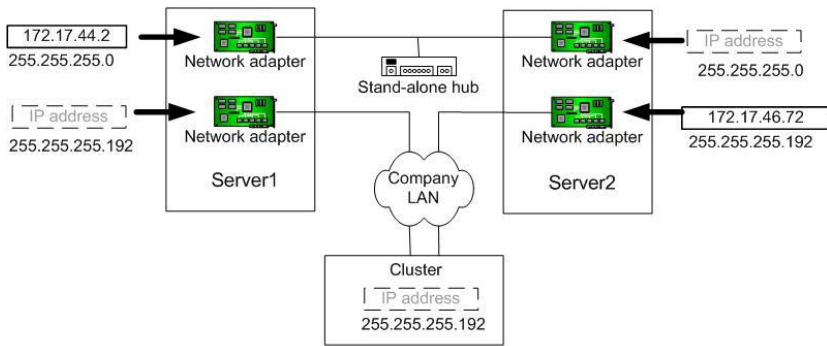 172.17.44.2
255.255.255.0
Network adapter
Stand-alone hub
Network adapter
IP address
255.255.255.0
IP address
255.255.255.192
Network adapter
Server1
Network adapter
172.17.46.72
255.255.255.192
Server2
Company
LAN
Cluster
IP address
255.255.255.192